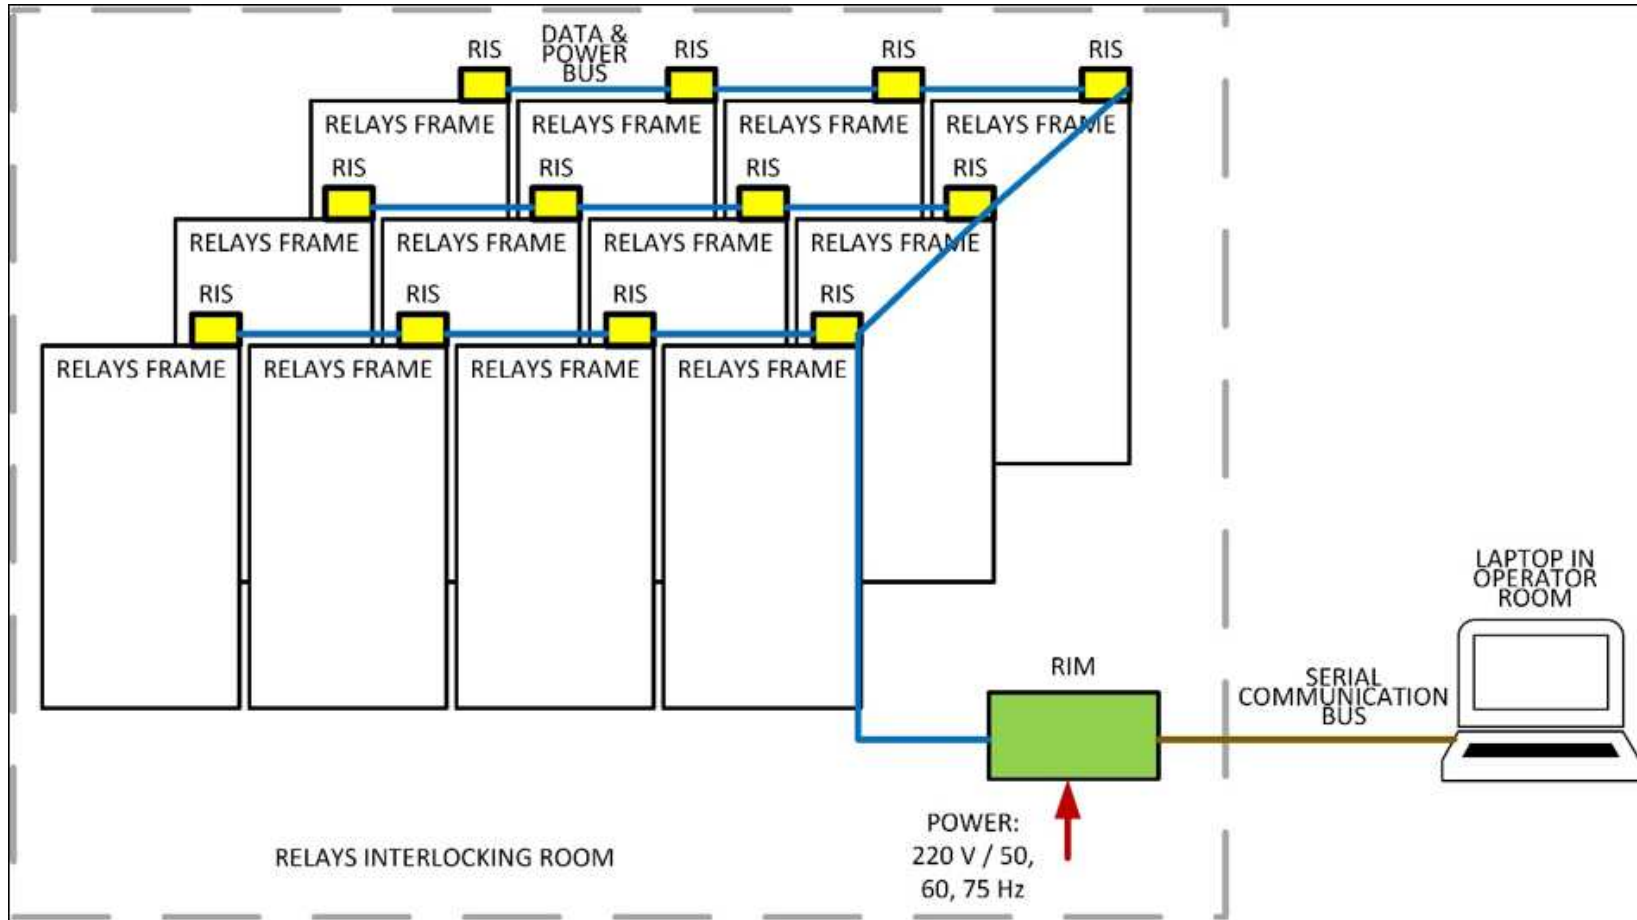 DATA &
POWER
BUS
RIS
RIS
RIS
RIS
RELAYS FRAME
RELAYS FRAME
RELAYS FRAME
RELAYS FRAME
RIS
RIS
RIS
RIS
RELAYS FRAME
RELAYS FRAME
RELAYS FRAME
RELAYS FRAME
RIS
RIS
RIS
RIS
RELAYS FRAME
RELAYS FRAME
RELAYS FRAME
RELAYS FRAME
LAPTOP IN
OPERATOR
ROOM
RIM
SERIAL
COMMUNICATION
BUS
POWER:
220 V / 50,
60, 75 Hz
RELAYS INTERLOCKING ROOM